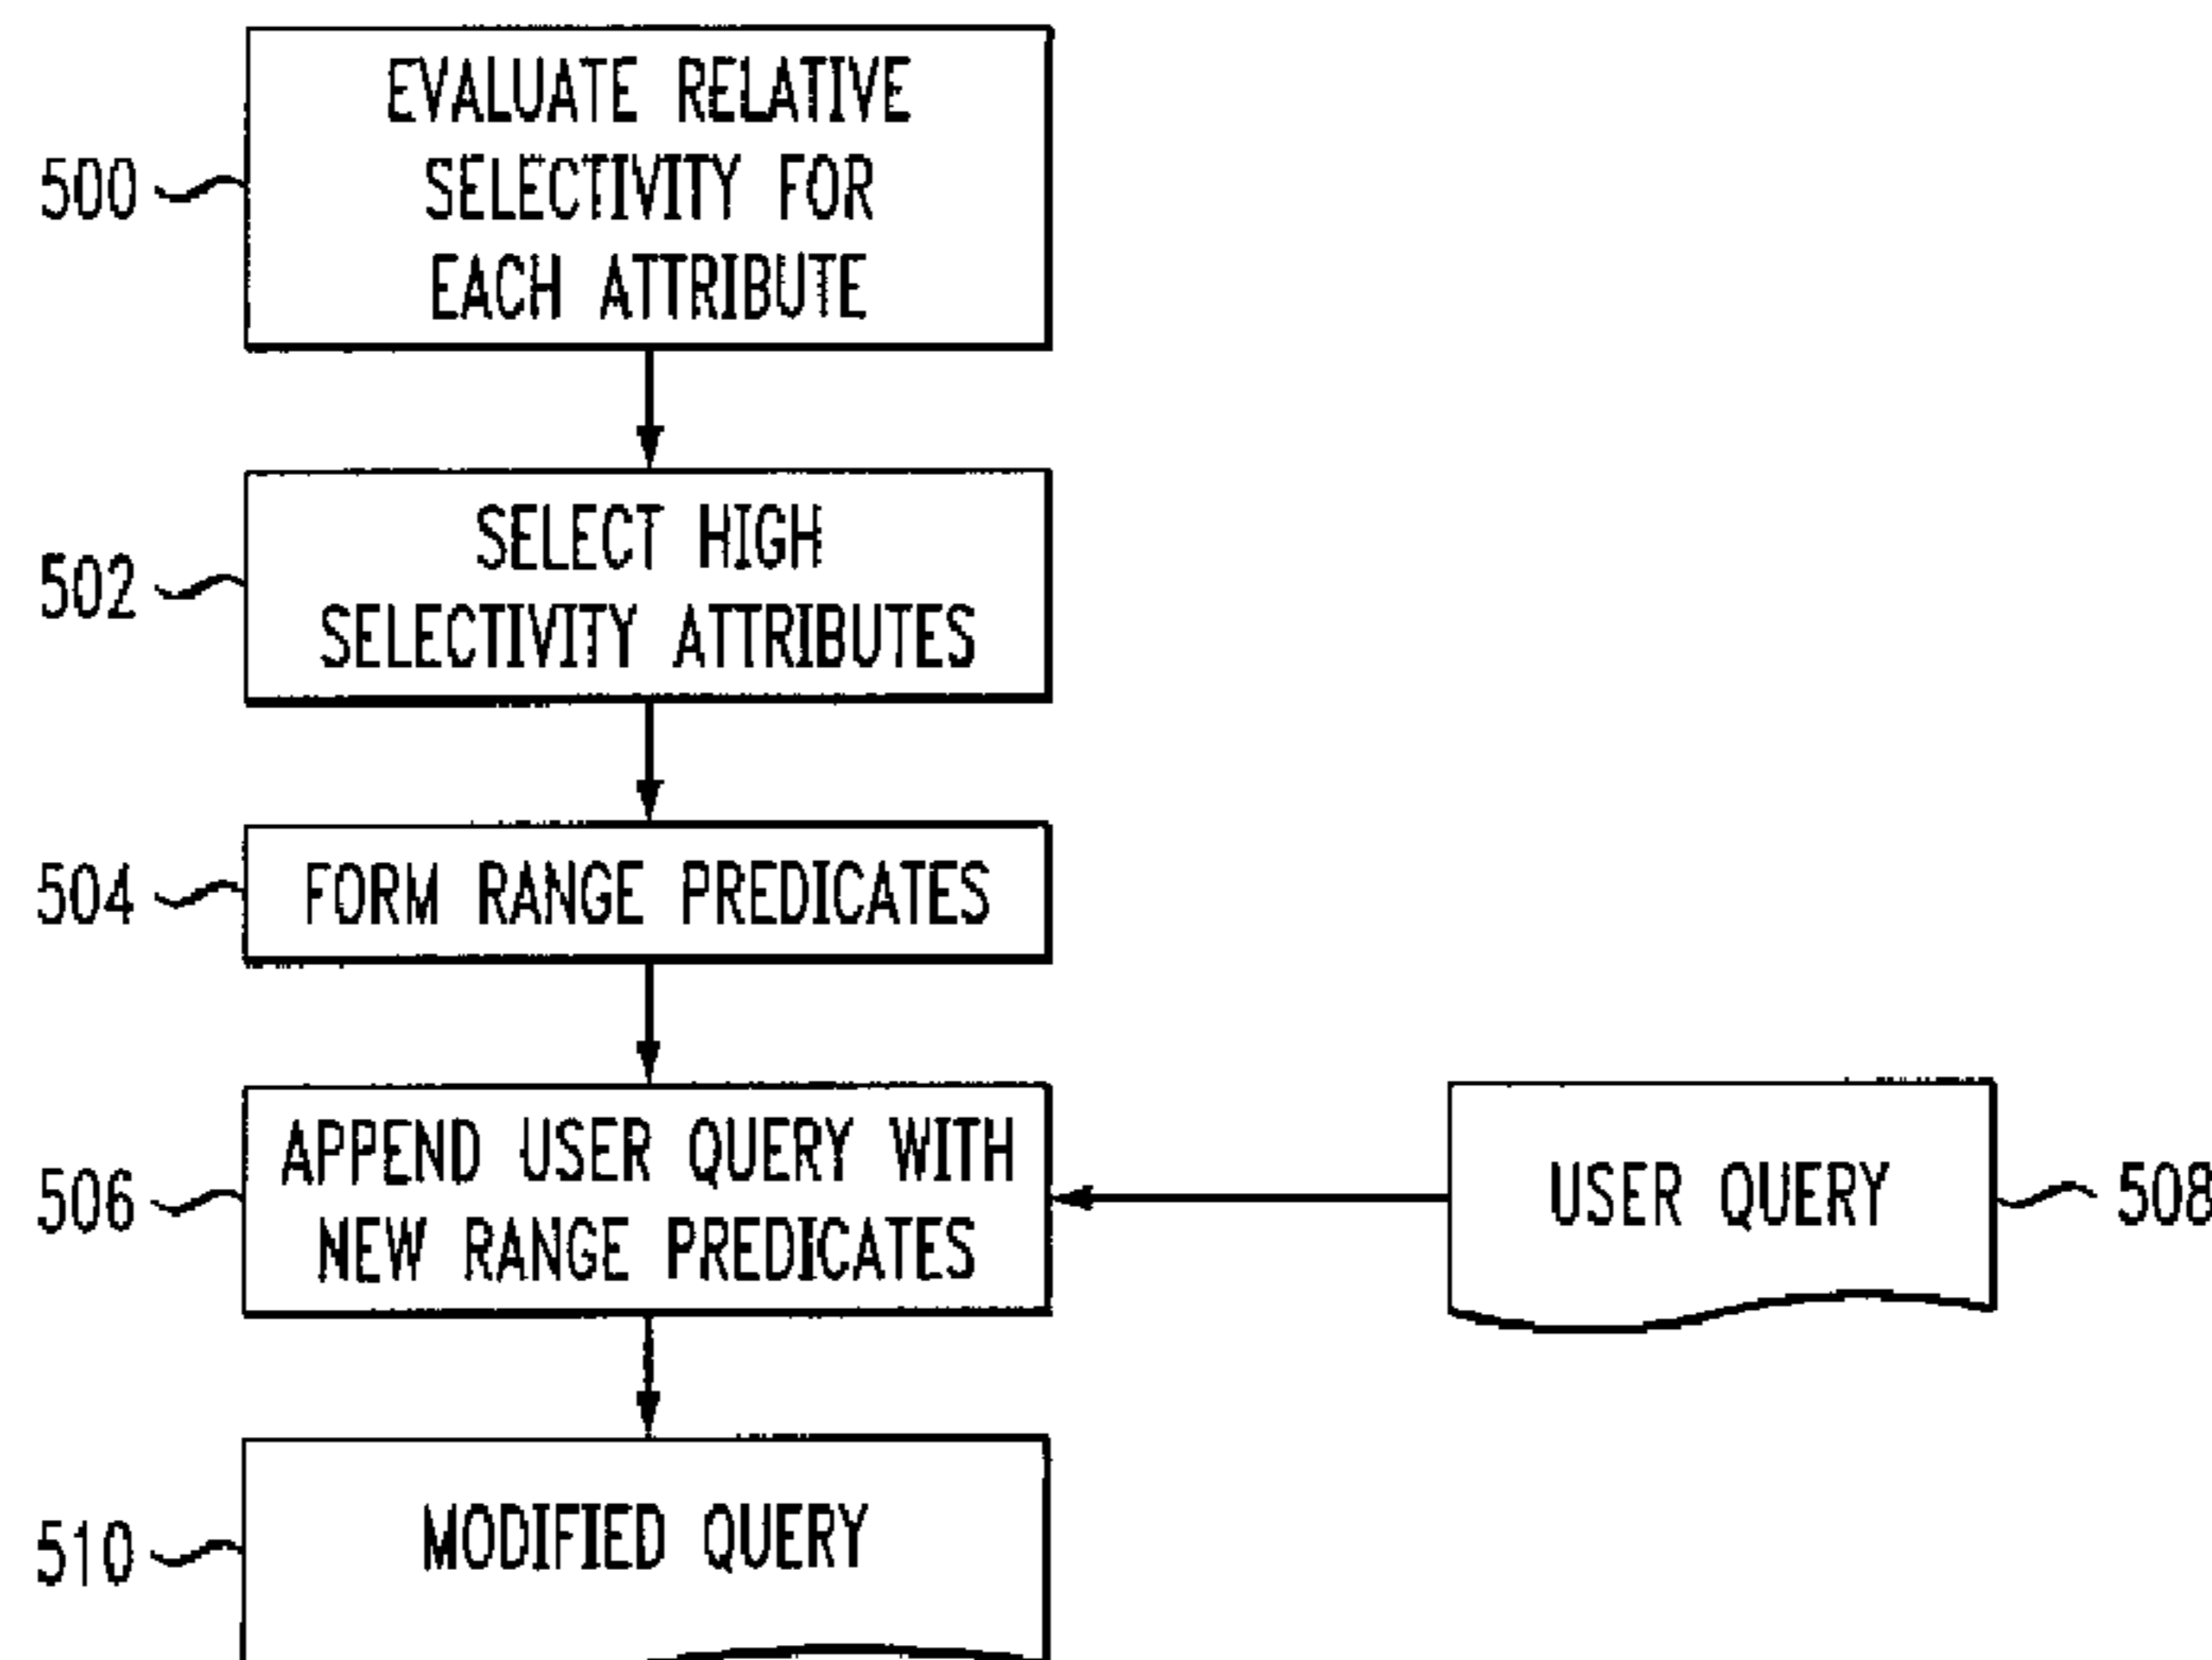 EVALUATE RELATIVE
SELECTIVITY FOR
EACH ATTRIBUTE
500
SELECT HIGH
SELECTIVITY ATTRIBUTES
502
FORM RANGE PREDICATES
504
APPEND USER QUERY WITH
NEW RANGE PREDICATES
506
USER QUERY
508
MODIFIED QUERY
510